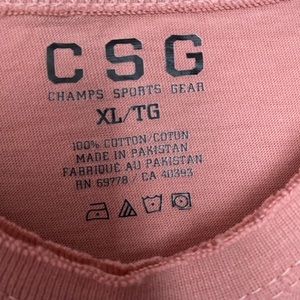 CSG
CHAMPS SPORTS GEAR
XL/TG
100% COTTON/COTON
MADE IN PAKISTAN
FABRIQUÉ AU PAKISTAN
RN 69778 / CA 40393